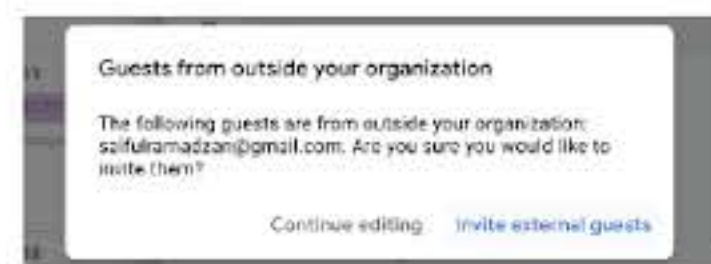 Guests from outside your organization
The following guests are from outside your organization:
saifulramadzan@gmail.com. Are you sure you would like to
invite them?
Continue editing Invite external guests